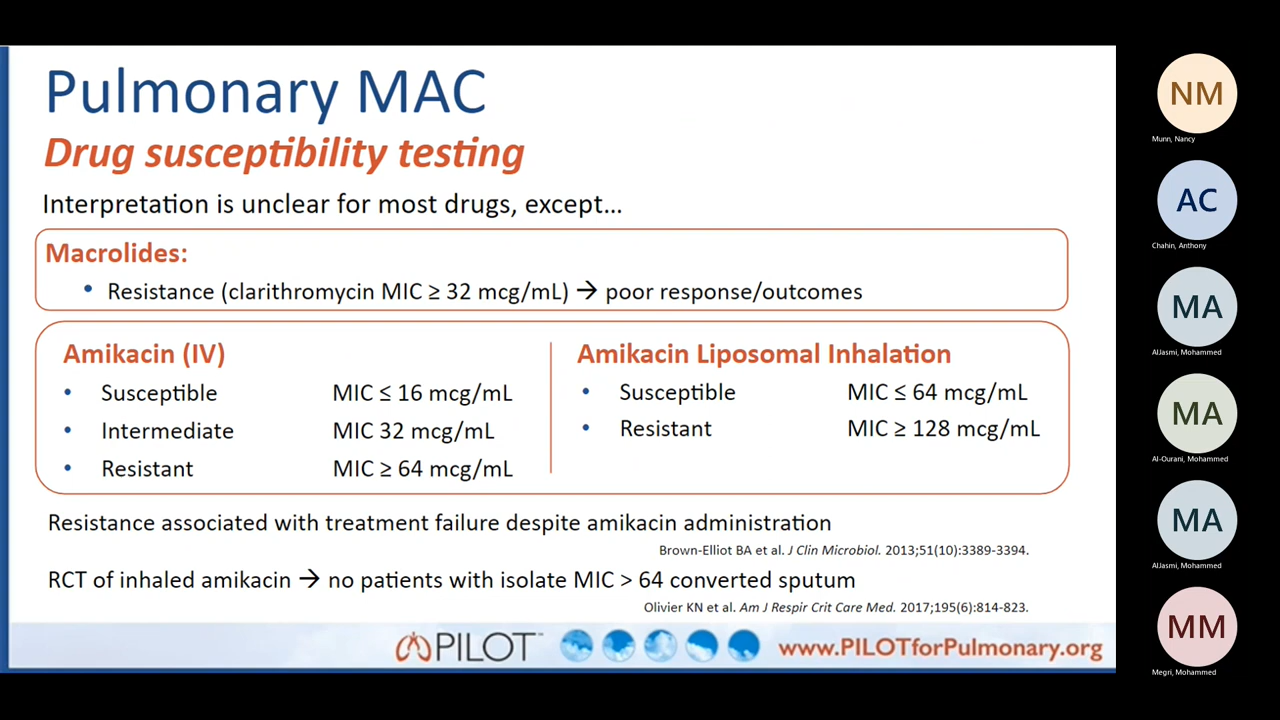 Pulmonary MAC
Drug susceptibility testing
Interpretation is unclear for most drugs, except…
Macrolides:
• Resistance (clarithromycin MIC ≥ 32 mcg/mL) → poor response/outcomes
Amikacin (IV)
• Susceptible MIC ≤ 16 mcg/mL
• Intermediate MIC 32 mcg/mL
• Resistant MIC ≥ 64 mcg/mL
Amikacin Liposomal Inhalation
• Susceptible MIC ≤ 64 mcg/mL
• Resistant MIC ≥ 128 mcg/mL
Resistance associated with treatment failure despite amikacin administration
Brown-Elliot BA et al. J Clin Microbiol. 2013;51(10):3389-3394.
RCT of inhaled amikacin → no patients with isolate MIC > 64 converted sputum
Olivier KN et al. Am J Respir Crit Care Med. 2017;195(6):814-823.
PILOT™ www.PILOTforPulmonary.org
NM
Munn, Nancy
AC
Chahin, Anthony
MA
AlJasmi, Mohammed
MA
Al-Ourani, Mohammed
MA
AlJasmi, Mohammed
MM
Megri, Mohammed